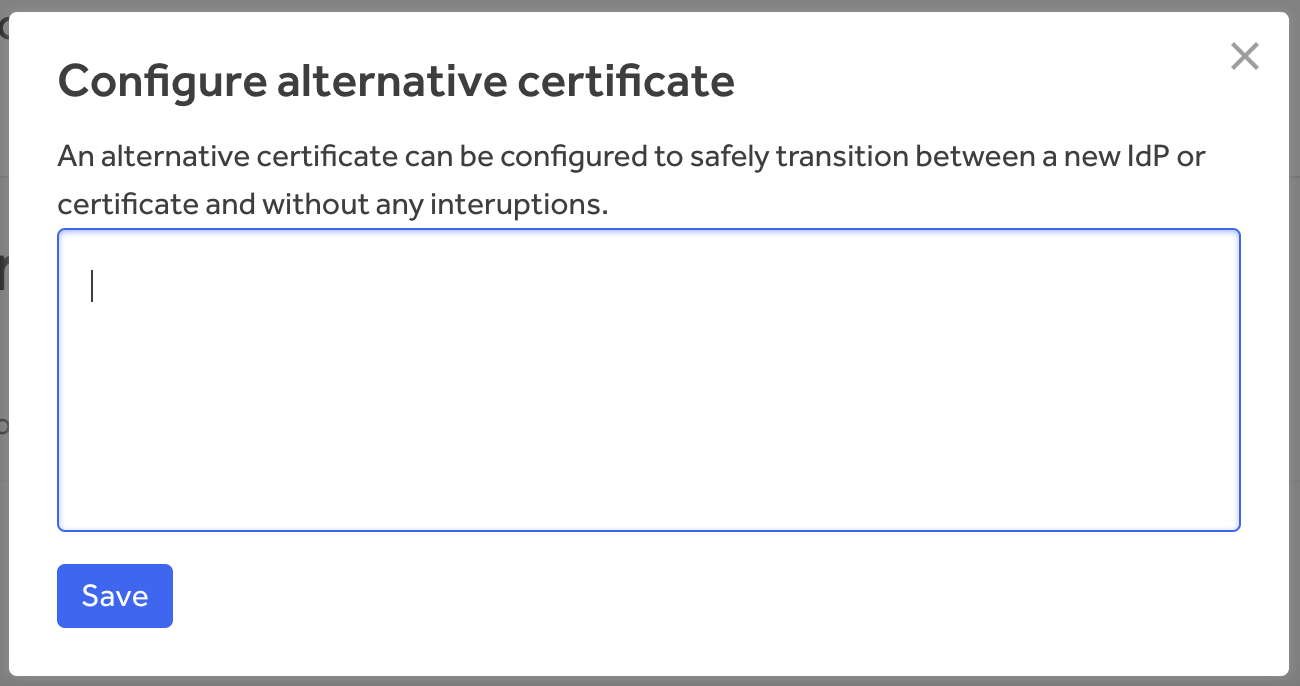 Configure alternative certificate
An alternative certificate can be configured to safely transition between a new IdP or
certificate and without any interuptions.
Save